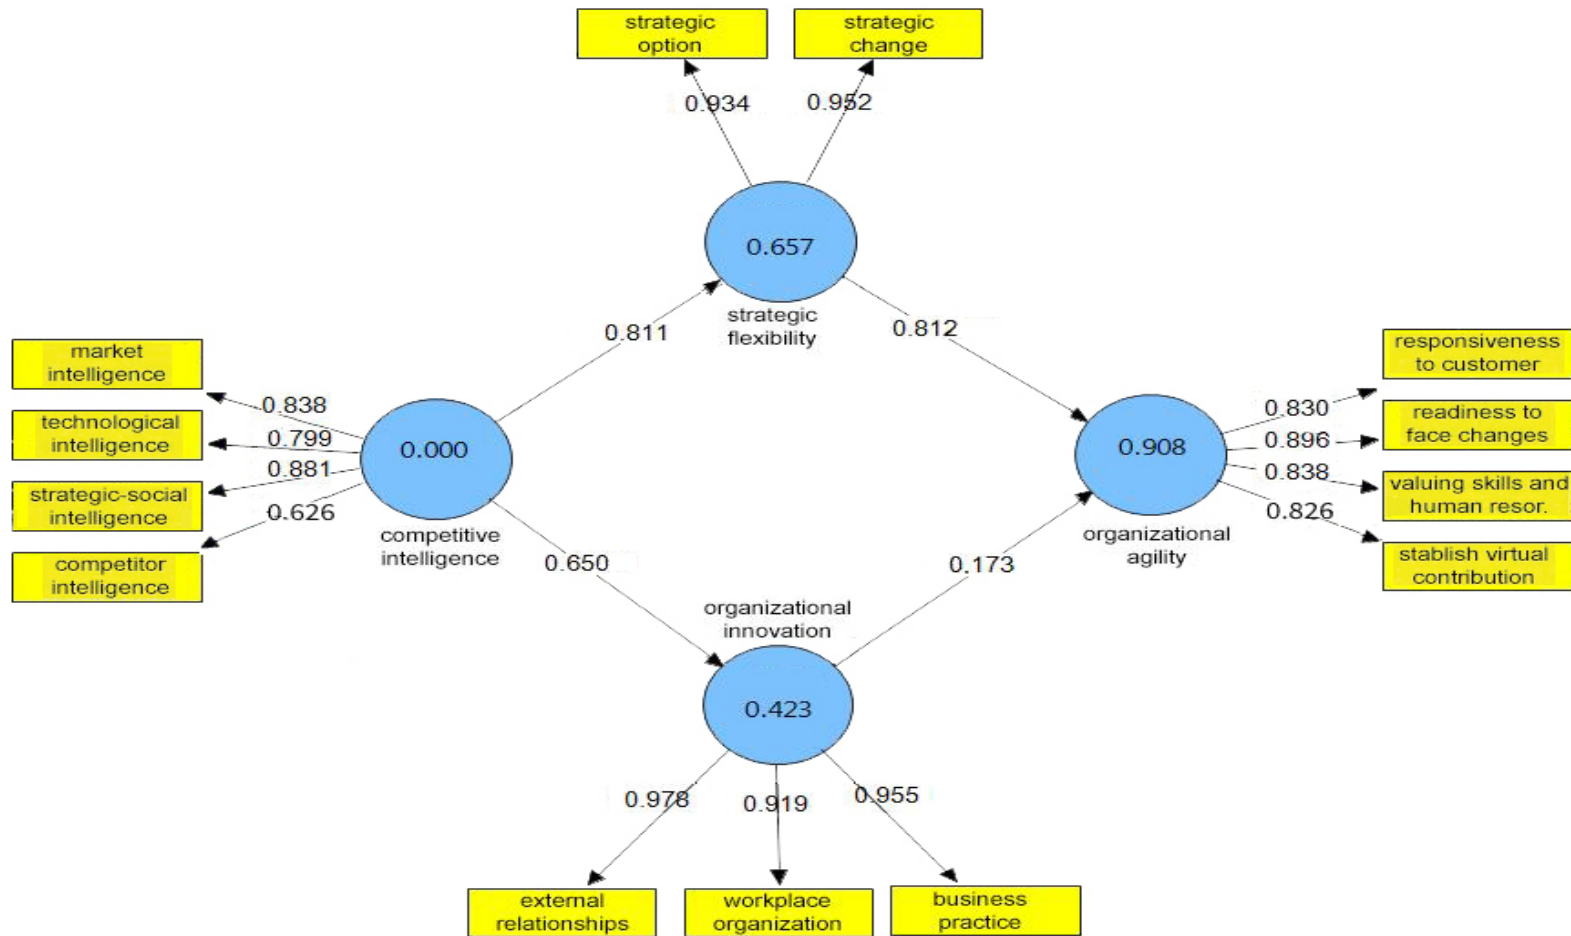 strategic
option
strategic
change
0.934
0.952
0.657
strategic
flexibility
0.811
0.812
market
intelligence
technological
intelligence
strategic-social
intelligence
competitor
intelligence
0.838
0.799
0.881
0.626
0.000
competitive
intelligence
0.908
organizational
agility
0.830
0.896
0.838
0.826
responsiveness
to customer
readiness to
face changes
valuing skills and
human resor.
stablish virtual
contribution
0.650
0.173
organizational
innovation
0.423
0.978
0.919
0.955
external
relationships
workplace
organization
business
practice